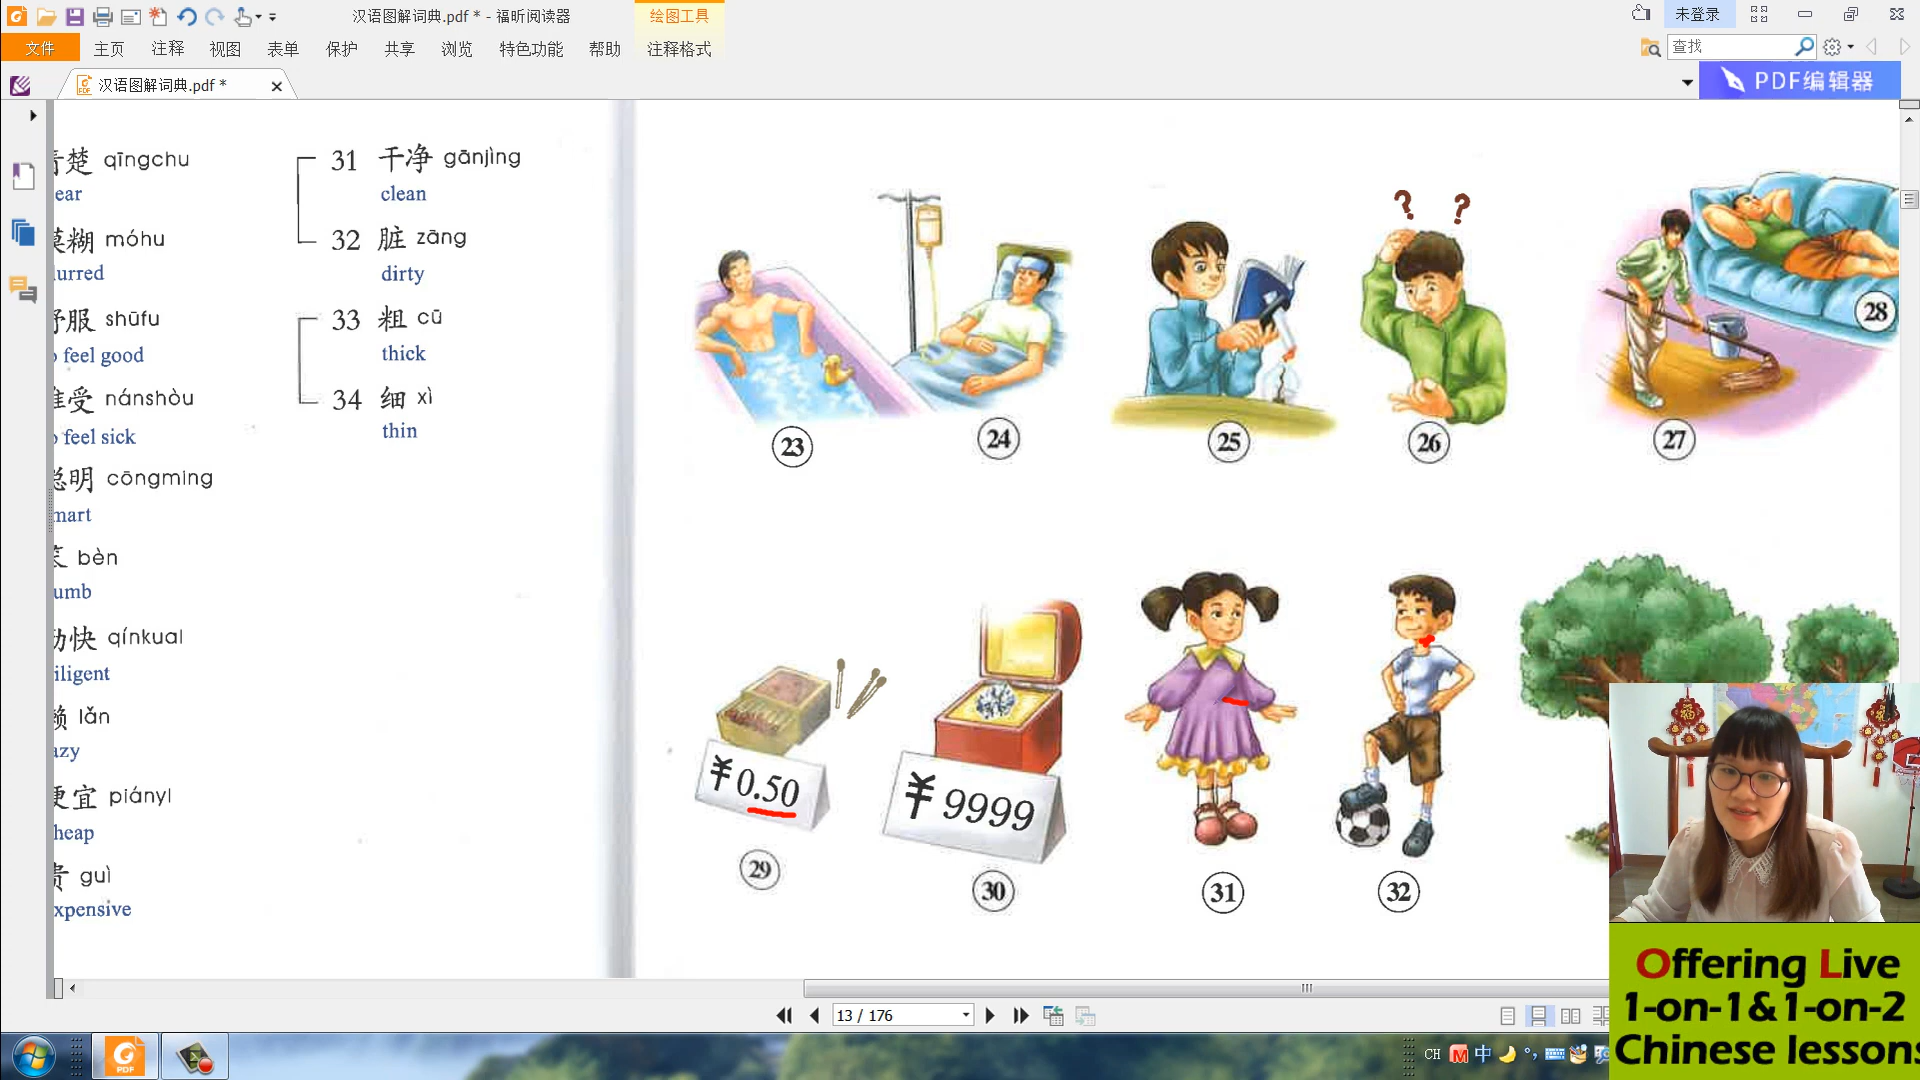 汉语图解词典.pdf * - 福昕阅读器
绘图工具
未登录
文件
主页
注释
视图
表单
保护
共享
浏览
特色功能
帮助
注释格式
查找
汉语图解词典.pdf *
PDF编辑器
楚 qīngchu
ear
糊 móhu
lurred
服 shūfu
feel good
受 nánshòu
feel sick
明 cōngming
mart
bèn
umb
快 qínkuai
iligent
lǎn
azy
宜 piányi
heap
guì
xpensive
31 干净 gānjìng
clean
32 脏 zāng
dirty
33 粗 cū
thick
34 细 xì
thin
? ?
23
24
25
26
27
28
¥0.50
¥9999
29
30
31
32
13 / 176
CH
中
Offering Live
1-on-1&1-on-2
Chinese lessons